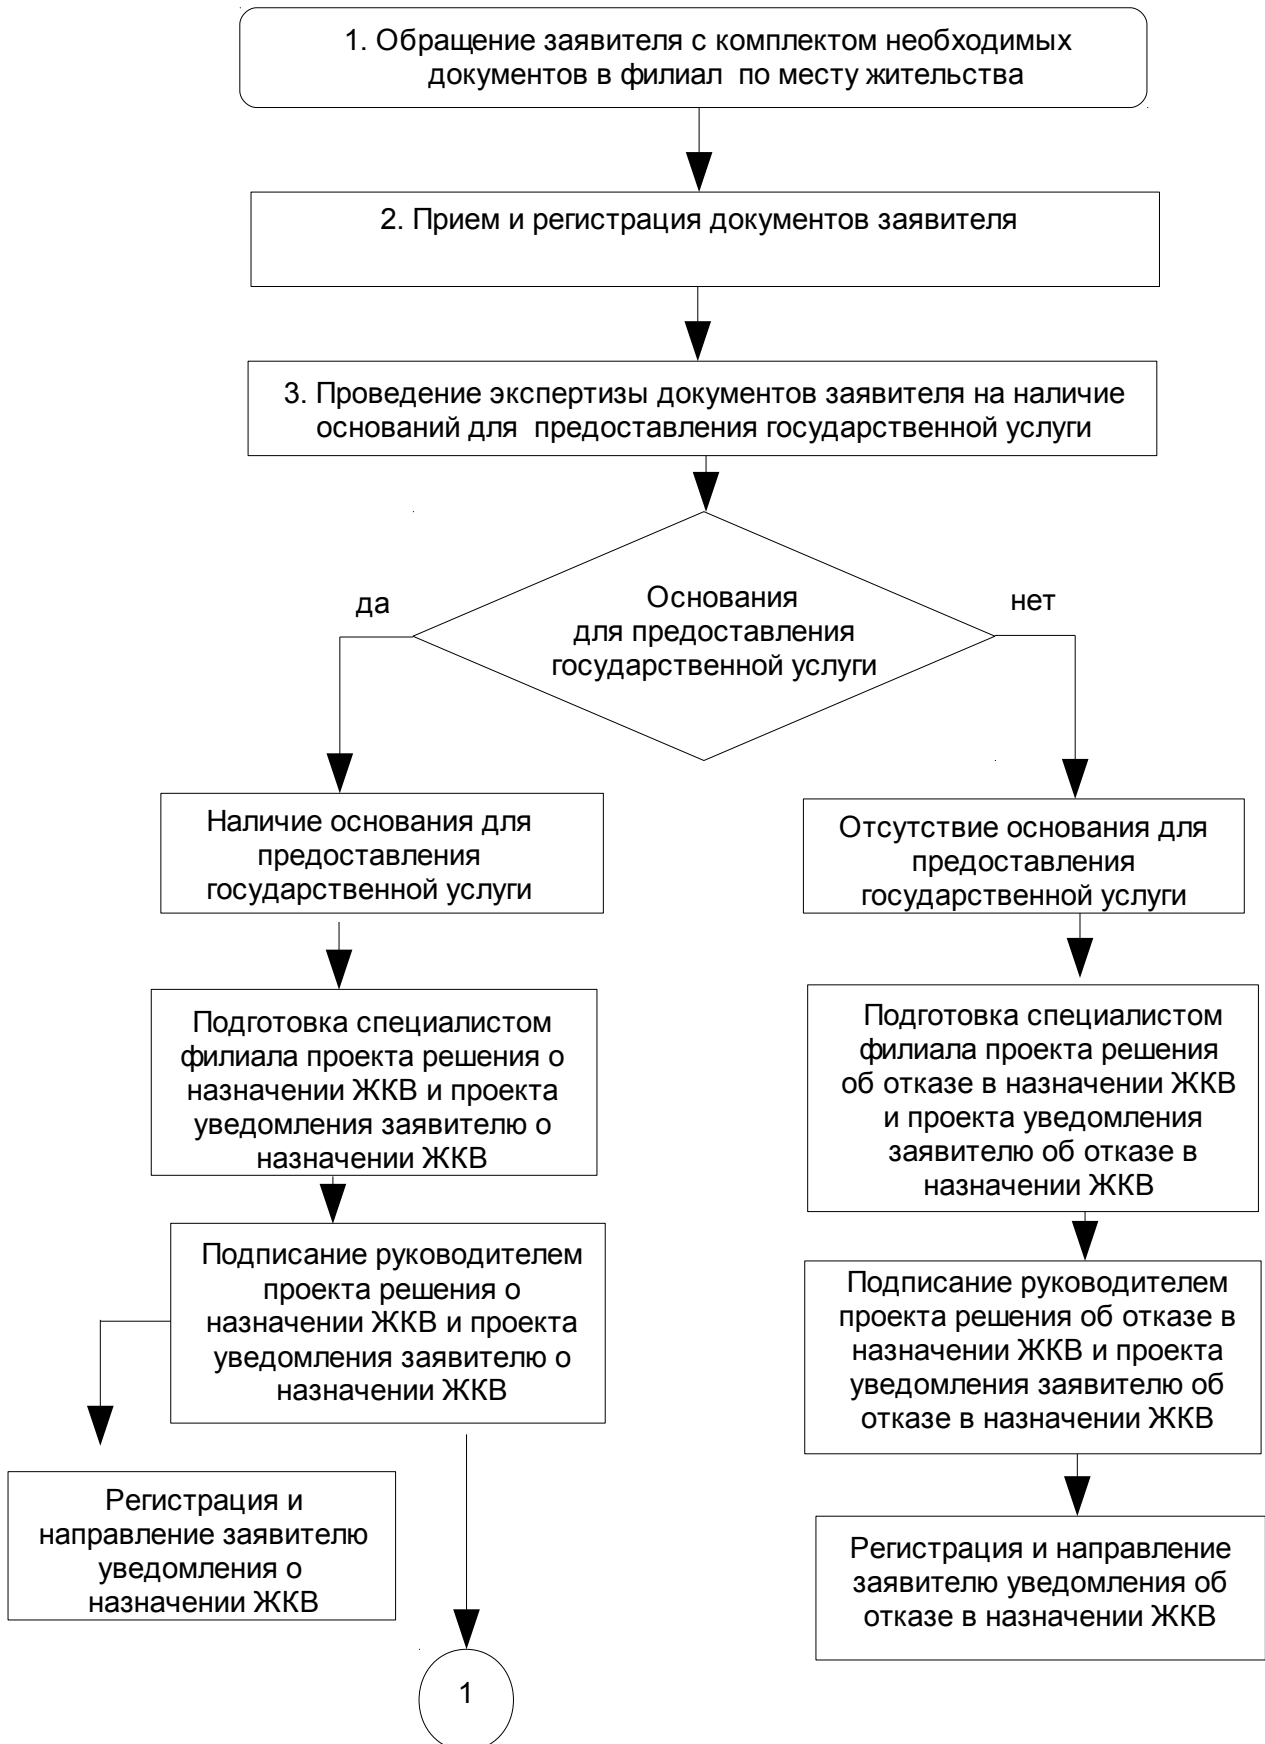 1. Обращение заявителя с комплектом необходимых
документов в филиал по месту жительства
2. Прием и регистрация документов заявителя
3. Проведение экспертизы документов заявителя на наличие
оснований для предоставления государственной услуги
да
Основания
для предоставления
государственной услуги
нет
Наличие основания для
предоставления
государственной услуги
Отсутствие основания для
предоставления
государственной услуги
Подготовка специалистом
филиала проекта решения о
назначении ЖКВ и проекта
уведомления заявителю о
назначении ЖКВ
Подготовка специалистом
филиала проекта решения
об отказе в назначении ЖКВ
и проекта уведомления
заявителю об отказе в
назначении ЖКВ
Подписание руководителем
проекта решения о
назначении ЖКВ и проекта
уведомления заявителю о
назначении ЖКВ
Подписание руководителем
проекта решения об отказе в
назначении ЖКВ и проекта
уведомления заявителю об
отказе в назначении ЖКВ
Регистрация и
направление заявителю
уведомления о
назначении ЖКВ
Регистрация и направление
заявителю уведомления об
отказе в назначении ЖКВ
1